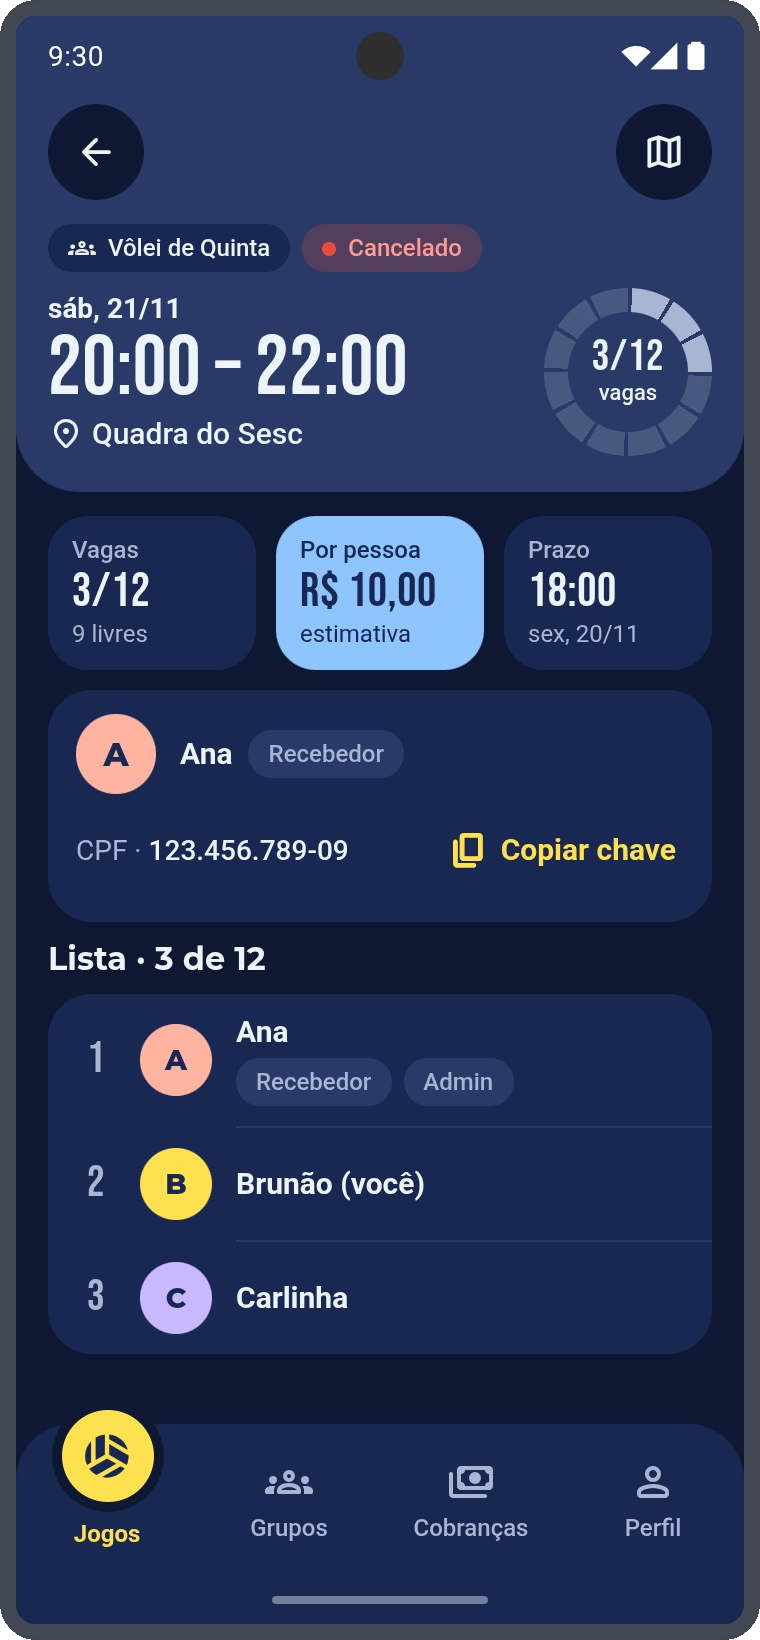 9:30
Vôlei de Quinta
Cancelado
sáb, 21/11
20:00 – 22:00
Quadra do Sesc
3/12
vagas
Vagas
3/12
9 livres
Por pessoa
R$ 10,00
estimativa
Prazo
18:00
sex, 20/11
A
Ana
Recebedor
CPF · 123.456.789-09
Copiar chave
Lista · 3 de 12
1
A
Ana
Recebedor
Admin
2
B
Brunão (você)
3
C
Carlinha
Jogos
Grupos
Cobranças
Perfil